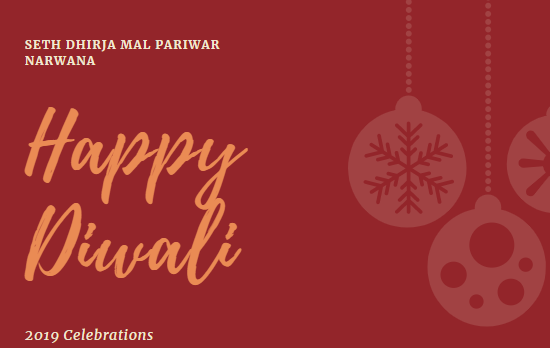 SETH DHIRJA MAL PARIWAR
NARWANA
Happy
Diwali
2019 Celebrations